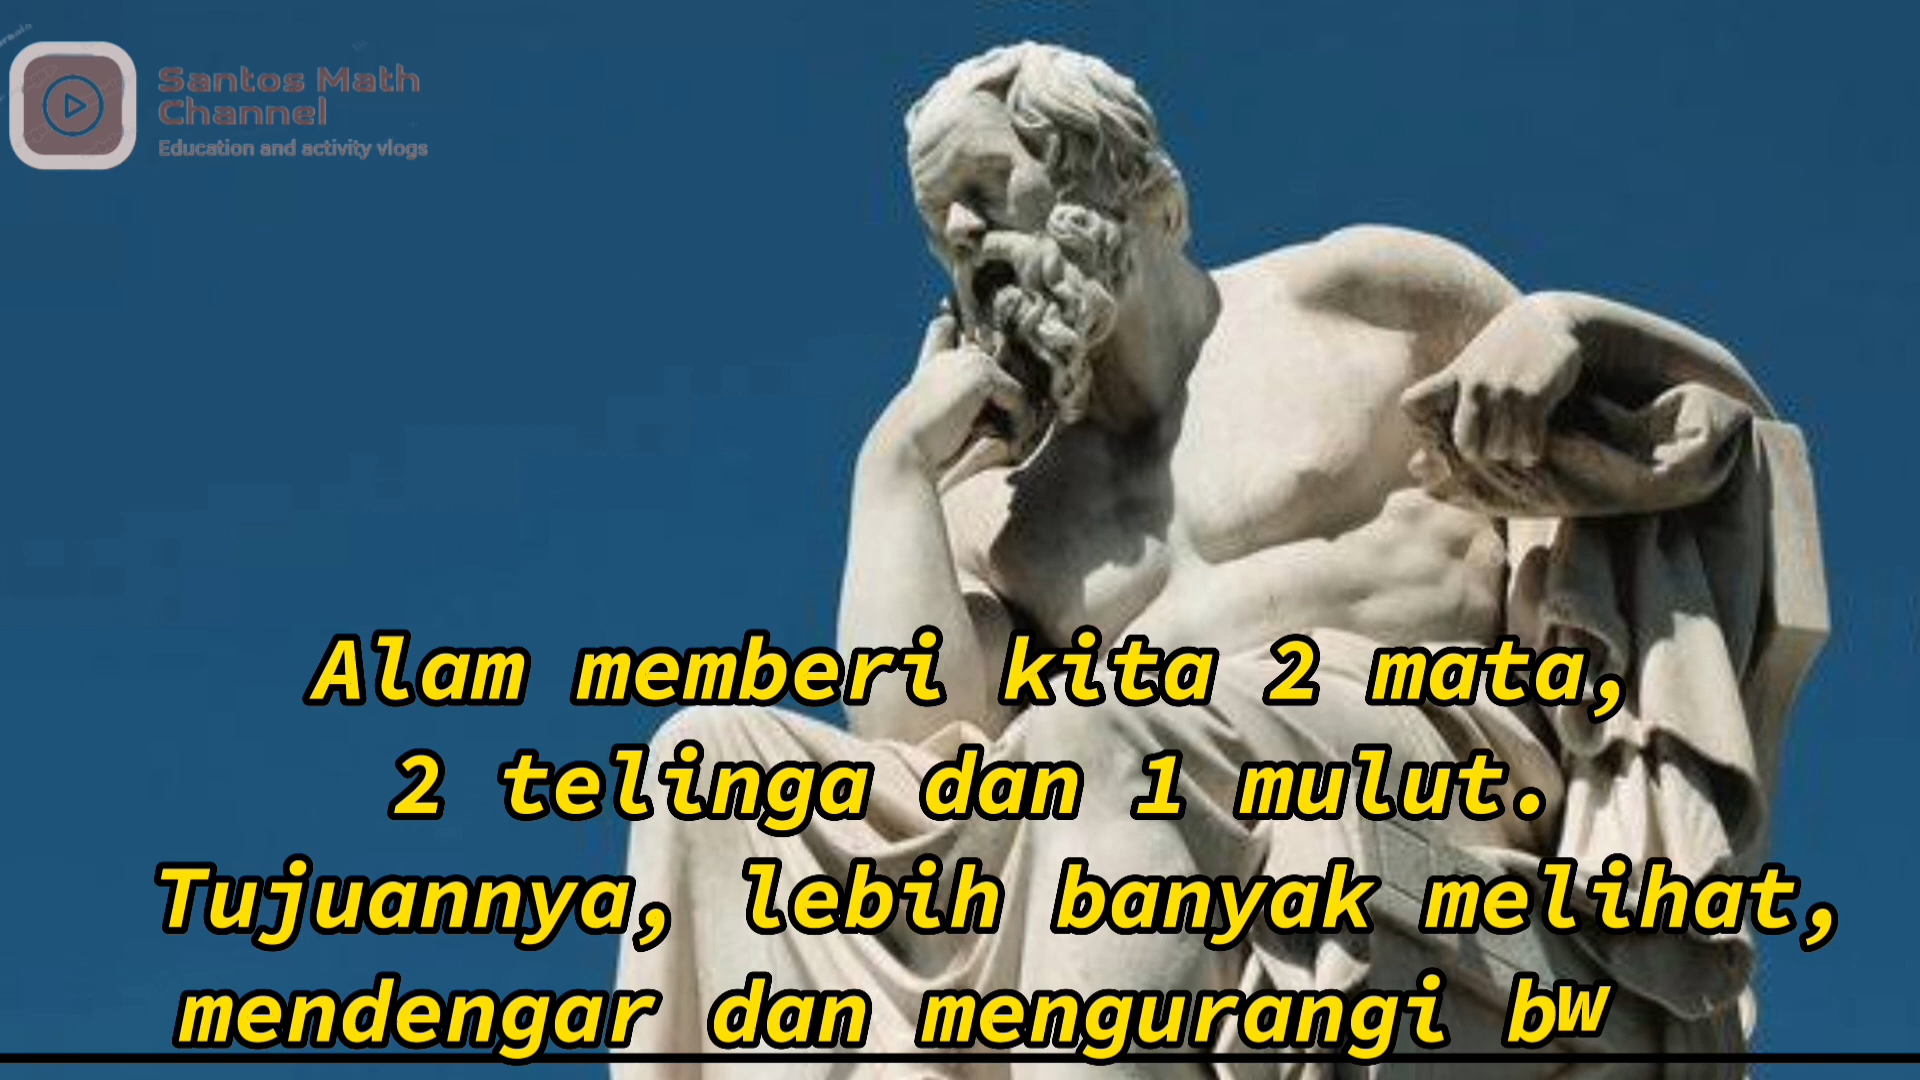 Santos Math
Channel
Education and activity vlogs
Alam memberi kita 2 mata,
2 telinga dan 1 mulut.
Tujuannya, lebih banyak melihat,
mendengar dan mengurangi bW